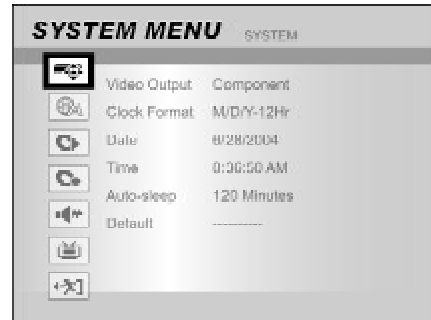 SYSTEM MENU SYSTEM
Video Output Component
Clock Format M/D/Y-12Hr
Date 6/28/2004
Time 0:36:50 AM
Auto-sleep 120 Minutes
Default ----------